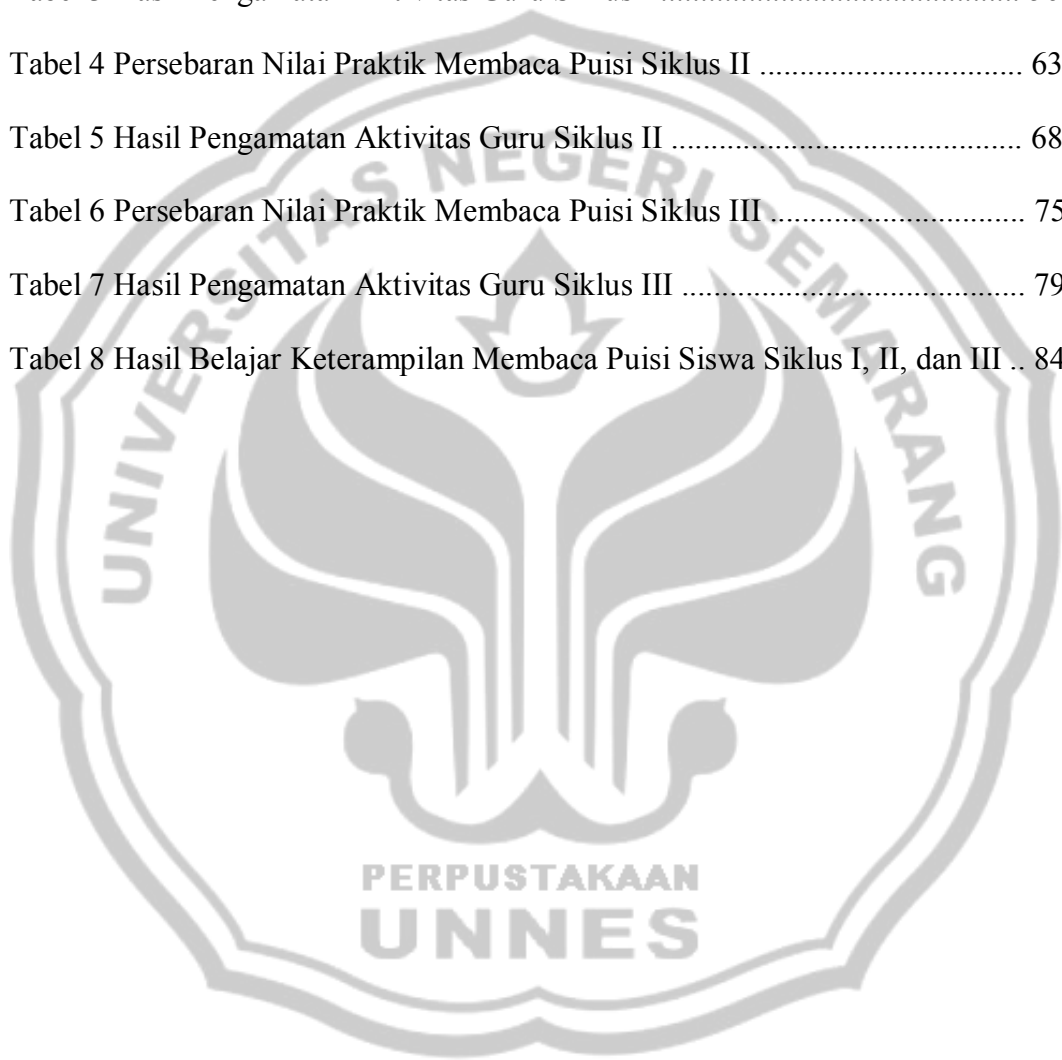 Tabel 4 Persebaran Nilai Praktik Membaca Puisi Siklus II ............................ 63
Tabel 5 Hasil Pengamatan Aktivitas Guru Siklus II ..................................... 68
Tabel 6 Persebaran Nilai Praktik Membaca Puisi Siklus III ........................... 75
Tabel 7 Hasil Pengamatan Aktivitas Guru Siklus III .................................... 79
Tabel 8 Hasil Belajar Keterampilan Membaca Puisi Siswa Siklus I, II, dan III .. 84
UNIVERSITAS NEGERI SEMARANG
PERPUSTAKAAN
UNNES